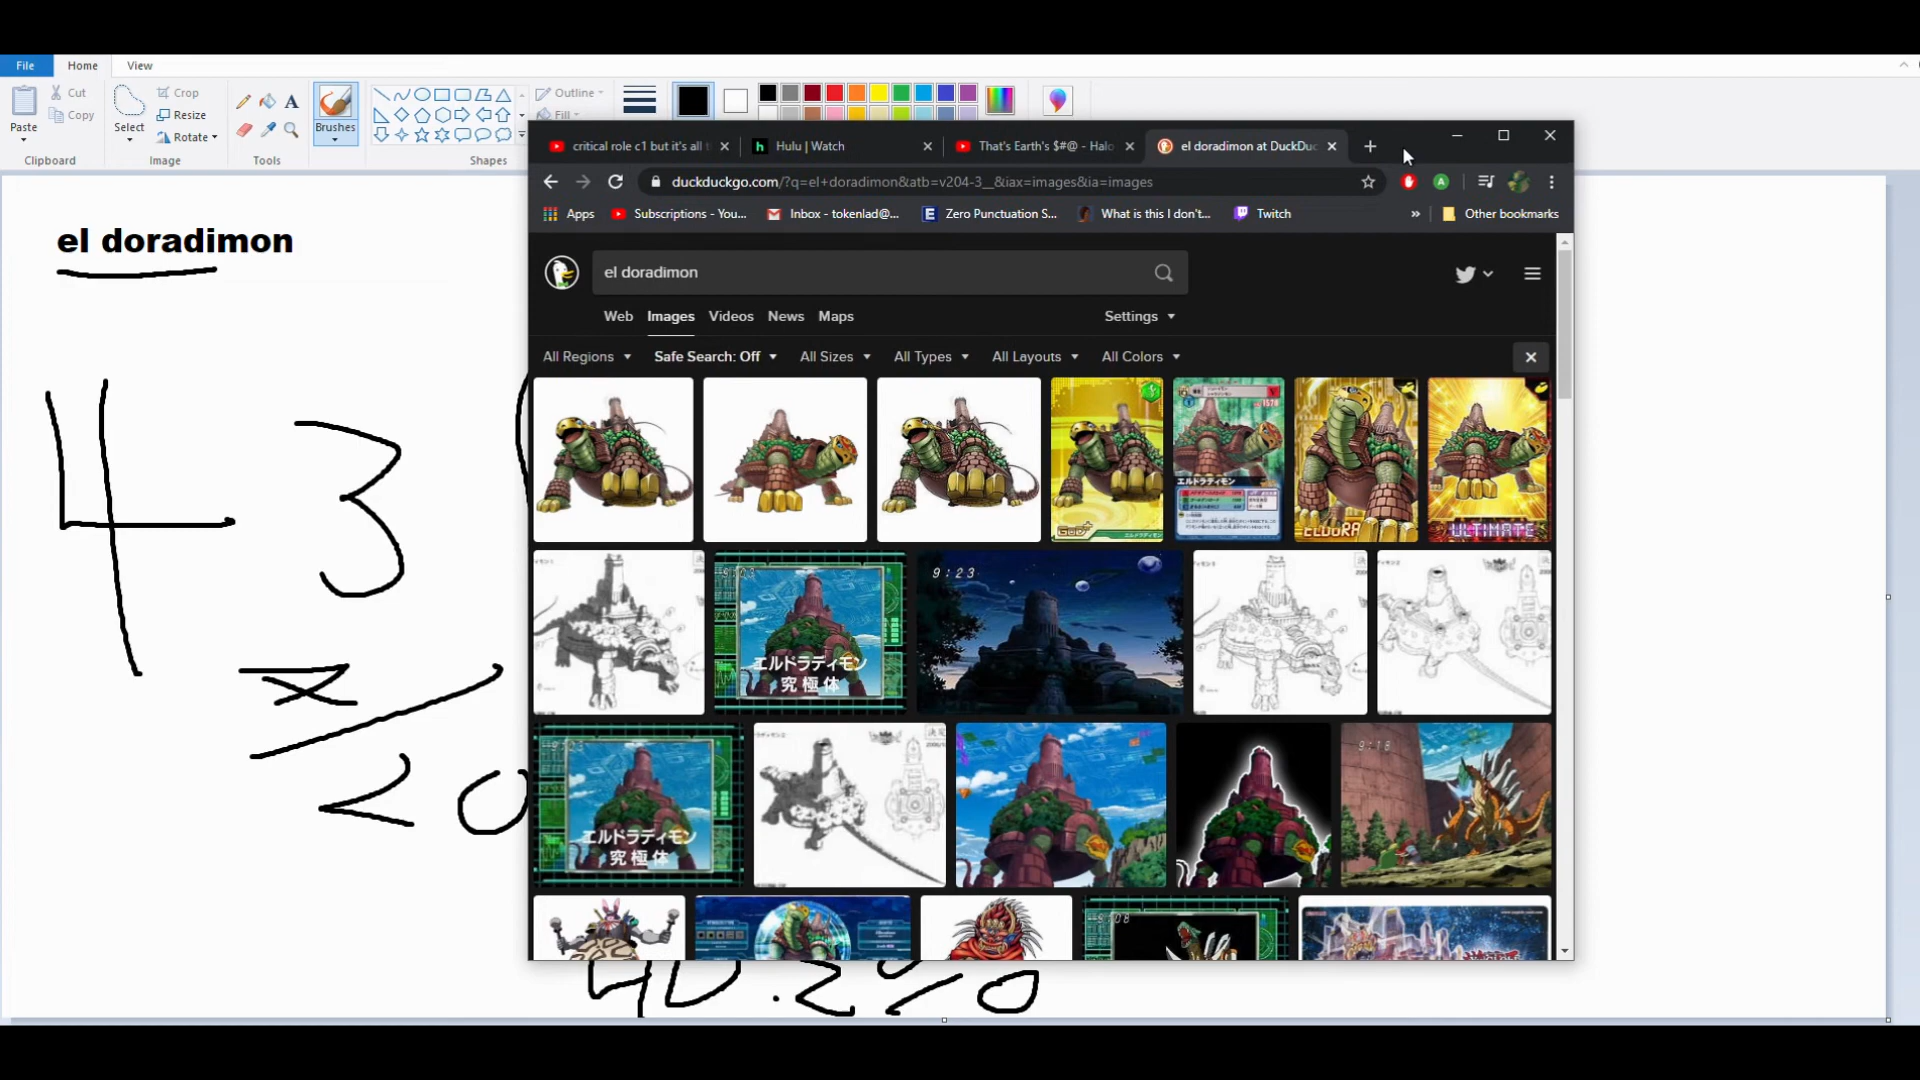 File Home View
Paste
Cut
Copy
Clipboard
Select
Crop
Resize
Rotate
Image
Tools
Brushes
Shapes
Outline
Fill
critical role c1 but it's all t
Hulu | Watch
That's Earth's $#@ - Halo
el doradimon at DuckDuc
duckduckgo.com/?q=el+doradimon&atb=v204-3__&iax=images&ia=images
Apps Subscriptions - You... Inbox - tokenlad@... Zero Punctuation S... What is this I don't... Twitch » Other bookmarks
el doradimon
el doradimon
Web Images Videos News Maps Settings
All Regions Safe Search: Off All Sizes All Types All Layouts All Colors
4 3
エルドラディモン
ULTIMATE
9:23
エルドラディモン
究極体
エルドラディモン
究極体
9:18
<0
9:08
40.2%